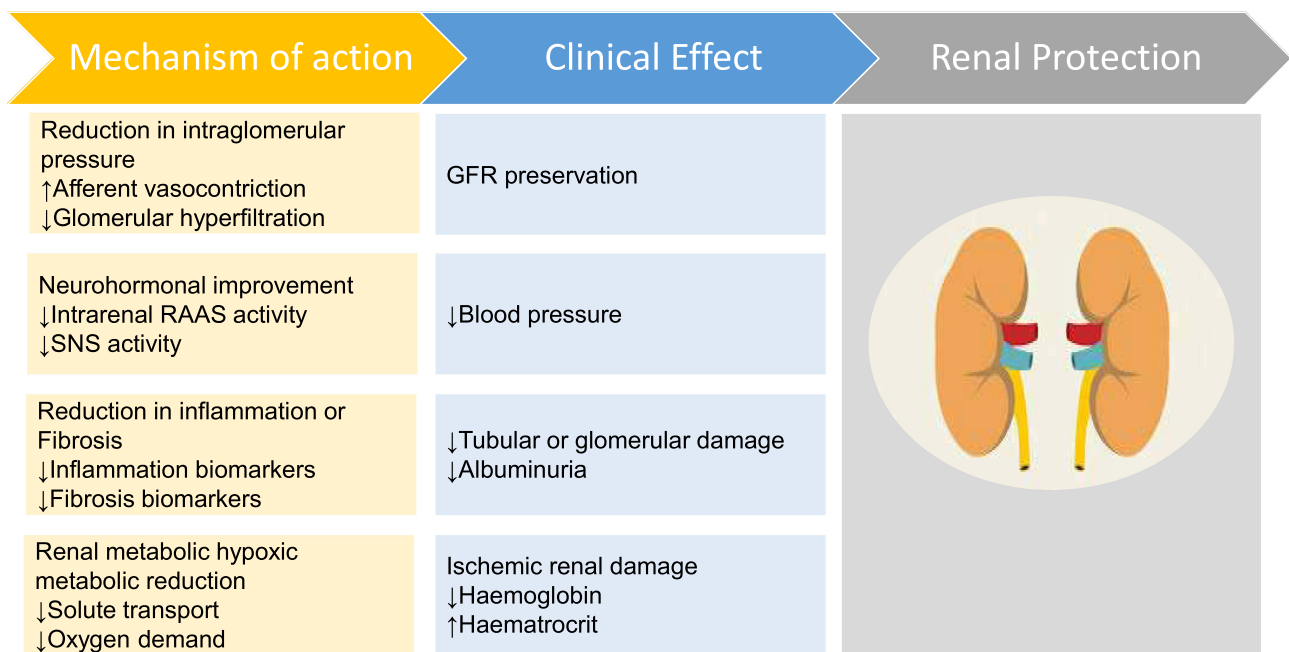 Mechanism of action
Clinical Effect
Renal Protection
Reduction in intraglomerular
pressure
↑Afferent vasocontriction
↓Glomerular hyperfiltration
GFR preservation
Neurohormonal improvement
↓Intrarenal RAAS activity
↓SNS activity
↓Blood pressure
Reduction in inflammation or
Fibrosis
↓Inflammation biomarkers
↓Fibrosis biomarkers
↓Tubular or glomerular damage
↓Albuminuria
Renal metabolic hypoxic
metabolic reduction
↓Solute transport
↓Oxygen demand
Ischemic renal damage
↓Haemoglobin
↑Haematrocrit